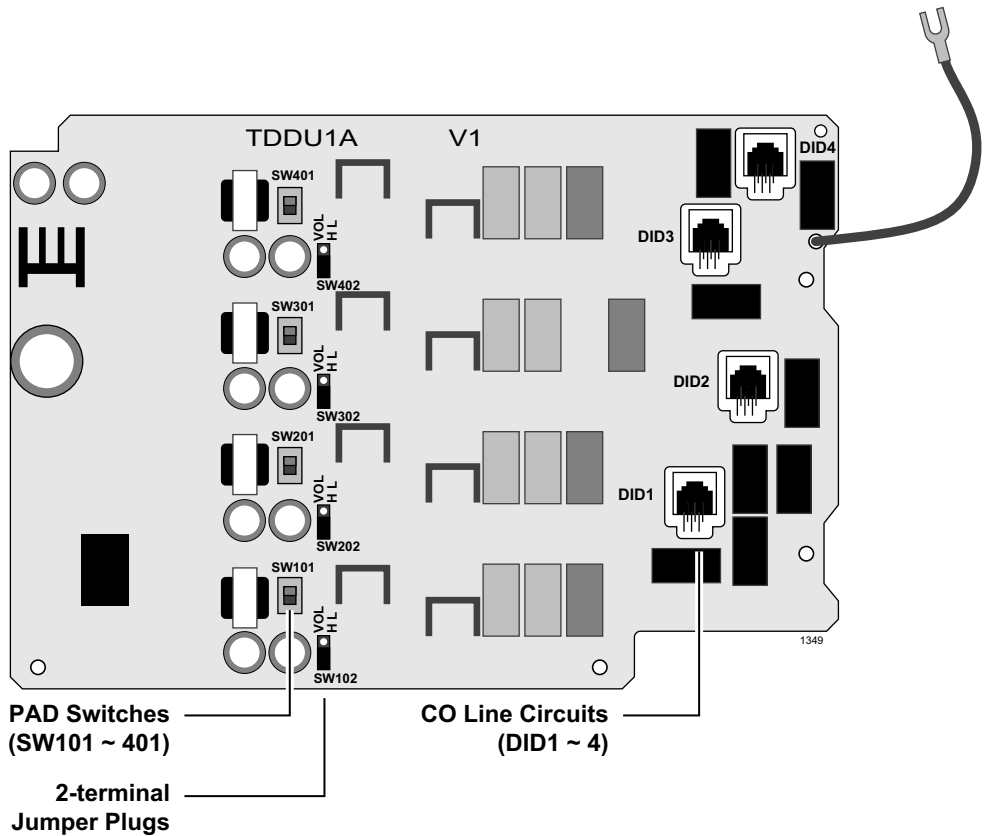 TDDU1A V1
DID4
SW401
VOL
H L
DID3
SW402
SW301
VOL
H L
DID2
SW302
SW201
VOL
H L
DID1
SW202
SW101
VOL
H L
SW102
1349
PAD Switches
(SW101 ~ 401)
CO Line Circuits
(DID1 ~ 4)
2-terminal
Jumper Plugs